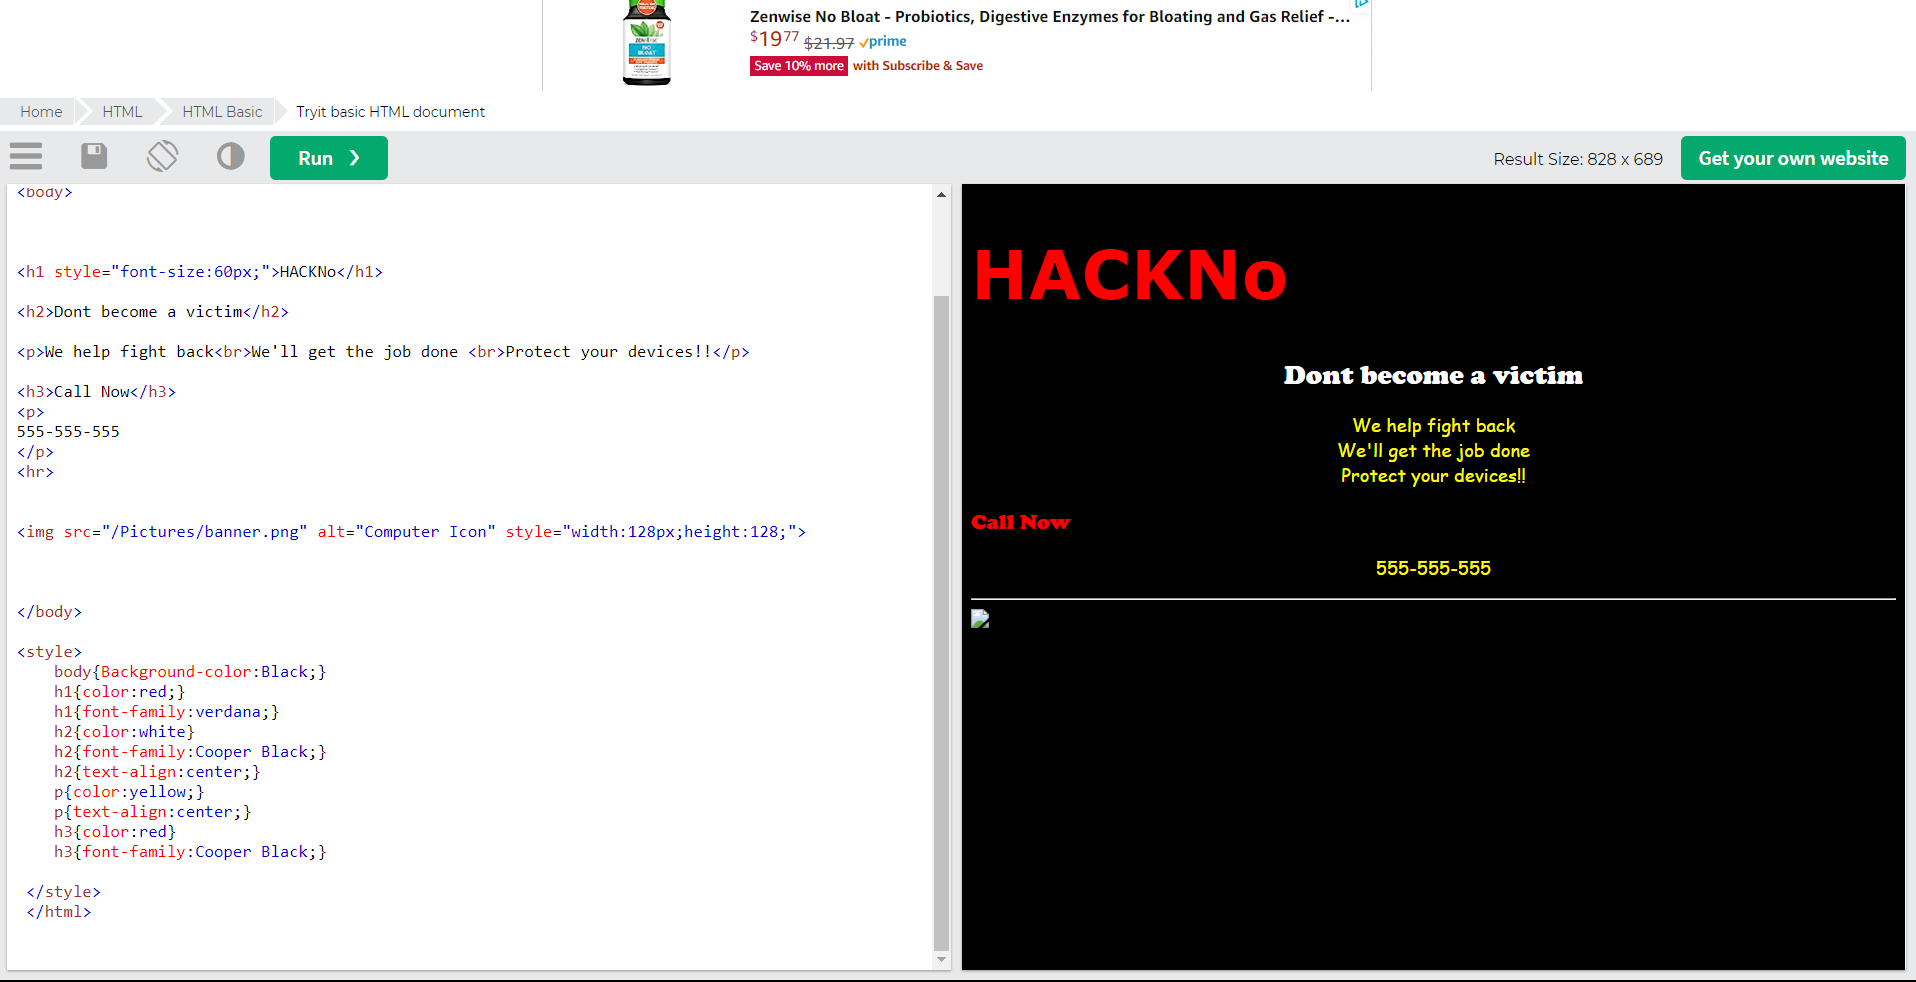 Zenwise No Bloat - Probiotics, Digestive Enzymes for Bloating and Gas Relief -...
$19 77 $21.97 prime
Save 10% more with Subscribe & Save
NO
BLOAT
Home HTML HTML Basic Tryit basic HTML document
Run ❯
Result Size: 828 x 689
Get your own website
<body>
<h1 style="font-size:60px;">HACKNo</h1>
<h2>Dont become a victim</h2>
<p>We help fight back<br>We'll get the job done <br>Protect your devices!!</p>
<h3>Call Now</h3>
<p>
555-555-555
</p>
<hr>
<img src="/Pictures/banner.png" alt="Computer Icon" style="width:128px;height:128;">
</body>
<style>
body{Background-color:Black;}
h1{color:red;}
h1{font-family:verdana;}
h2{color:white}
h2{font-family:Cooper Black;}
h2{text-align:center;}
p{color:yellow;}
p{text-align:center;}
h3{color:red}
h3{font-family:Cooper Black;}
</style>
</html>
HACKNo
Dont become a victim
We help fight back
We'll get the job done
Protect your devices!!
Call Now
555-555-555